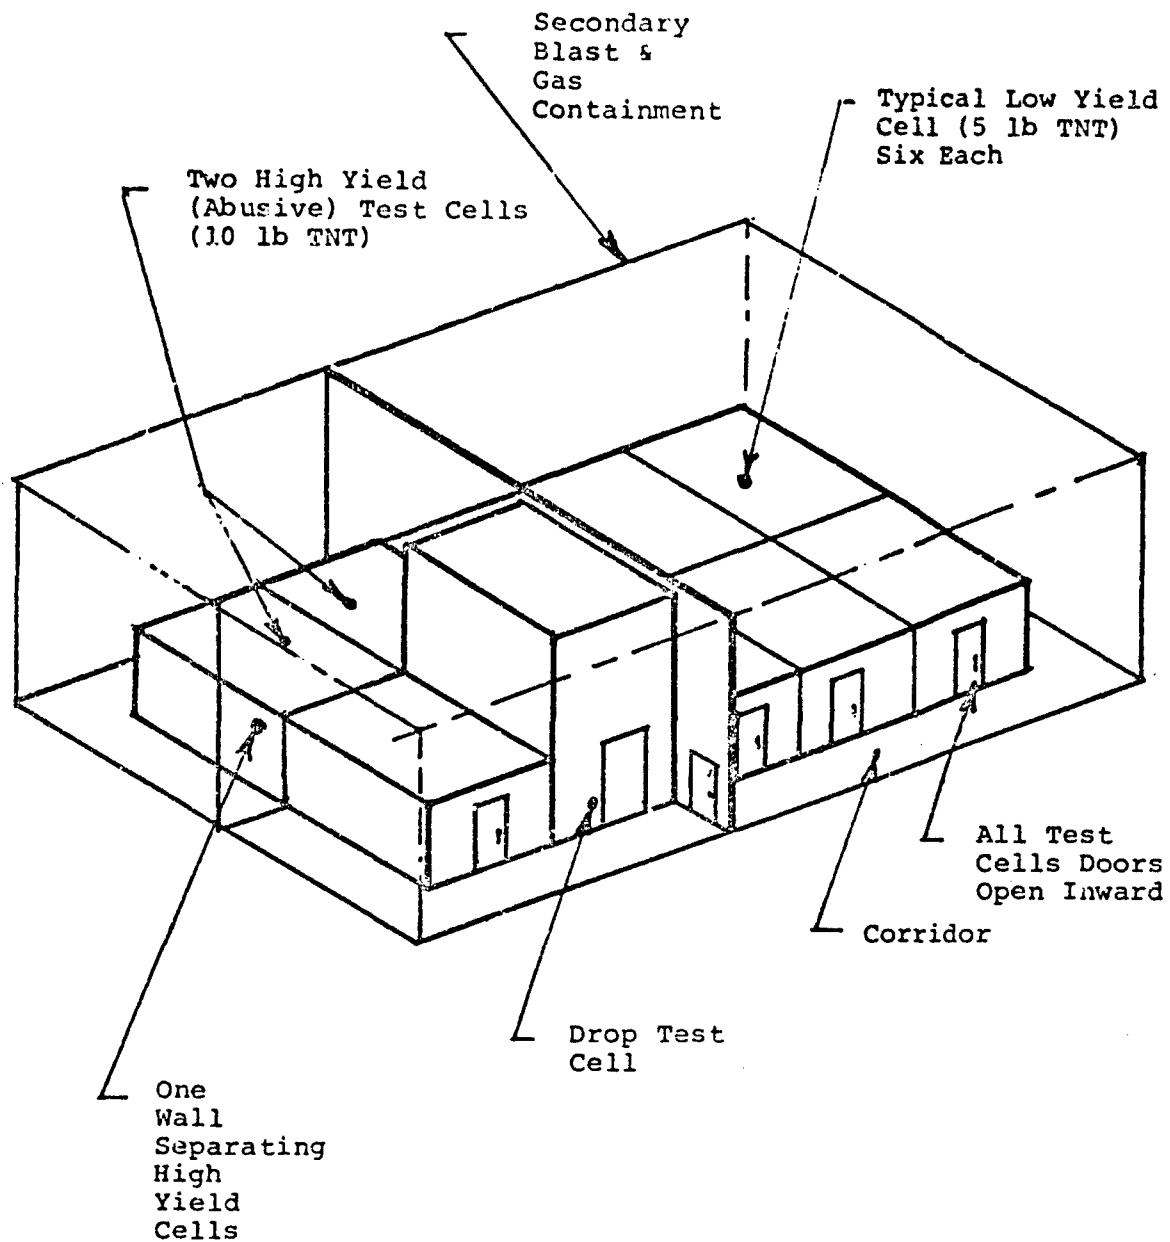 Secondary
Blast &
Gas
Containment
Typical Low Yield
Cell (5 lb TNT)
Six Each
Two High Yield
(Abusive) Test Cells
(10 lb TNT)
All Test
Cells Doors
Open Inward
Corridor
Drop Test
Cell
One
Wall
Separating
High
Yield
Cells